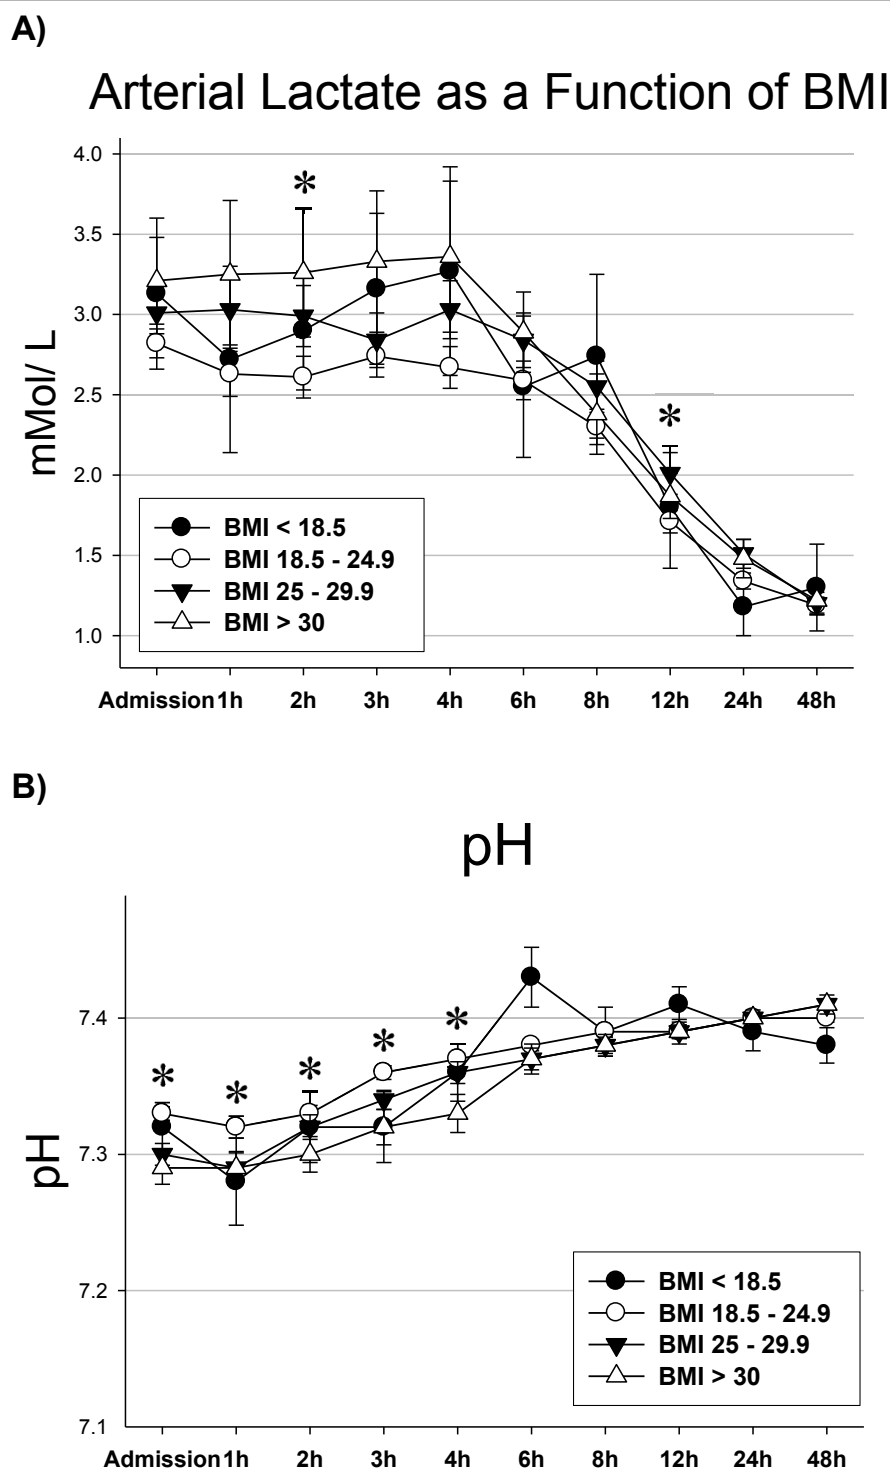 A)
Arterial Lactate as a Function of BMI
4.0
3.5
3.0
2.5
2.0
1.5
1.0
mMol/ L
*
*
BMI < 18.5
BMI 18.5 - 24.9
BMI 25 - 29.9
BMI > 30
Admission 1h 2h 3h 4h 6h 8h 12h 24h 48h
B)
pH
7.4
7.3
7.2
7.1
pH
* * * * *
BMI < 18.5
BMI 18.5 - 24.9
BMI 25 - 29.9
BMI > 30
Admission 1h 2h 3h 4h 6h 8h 12h 24h 48h